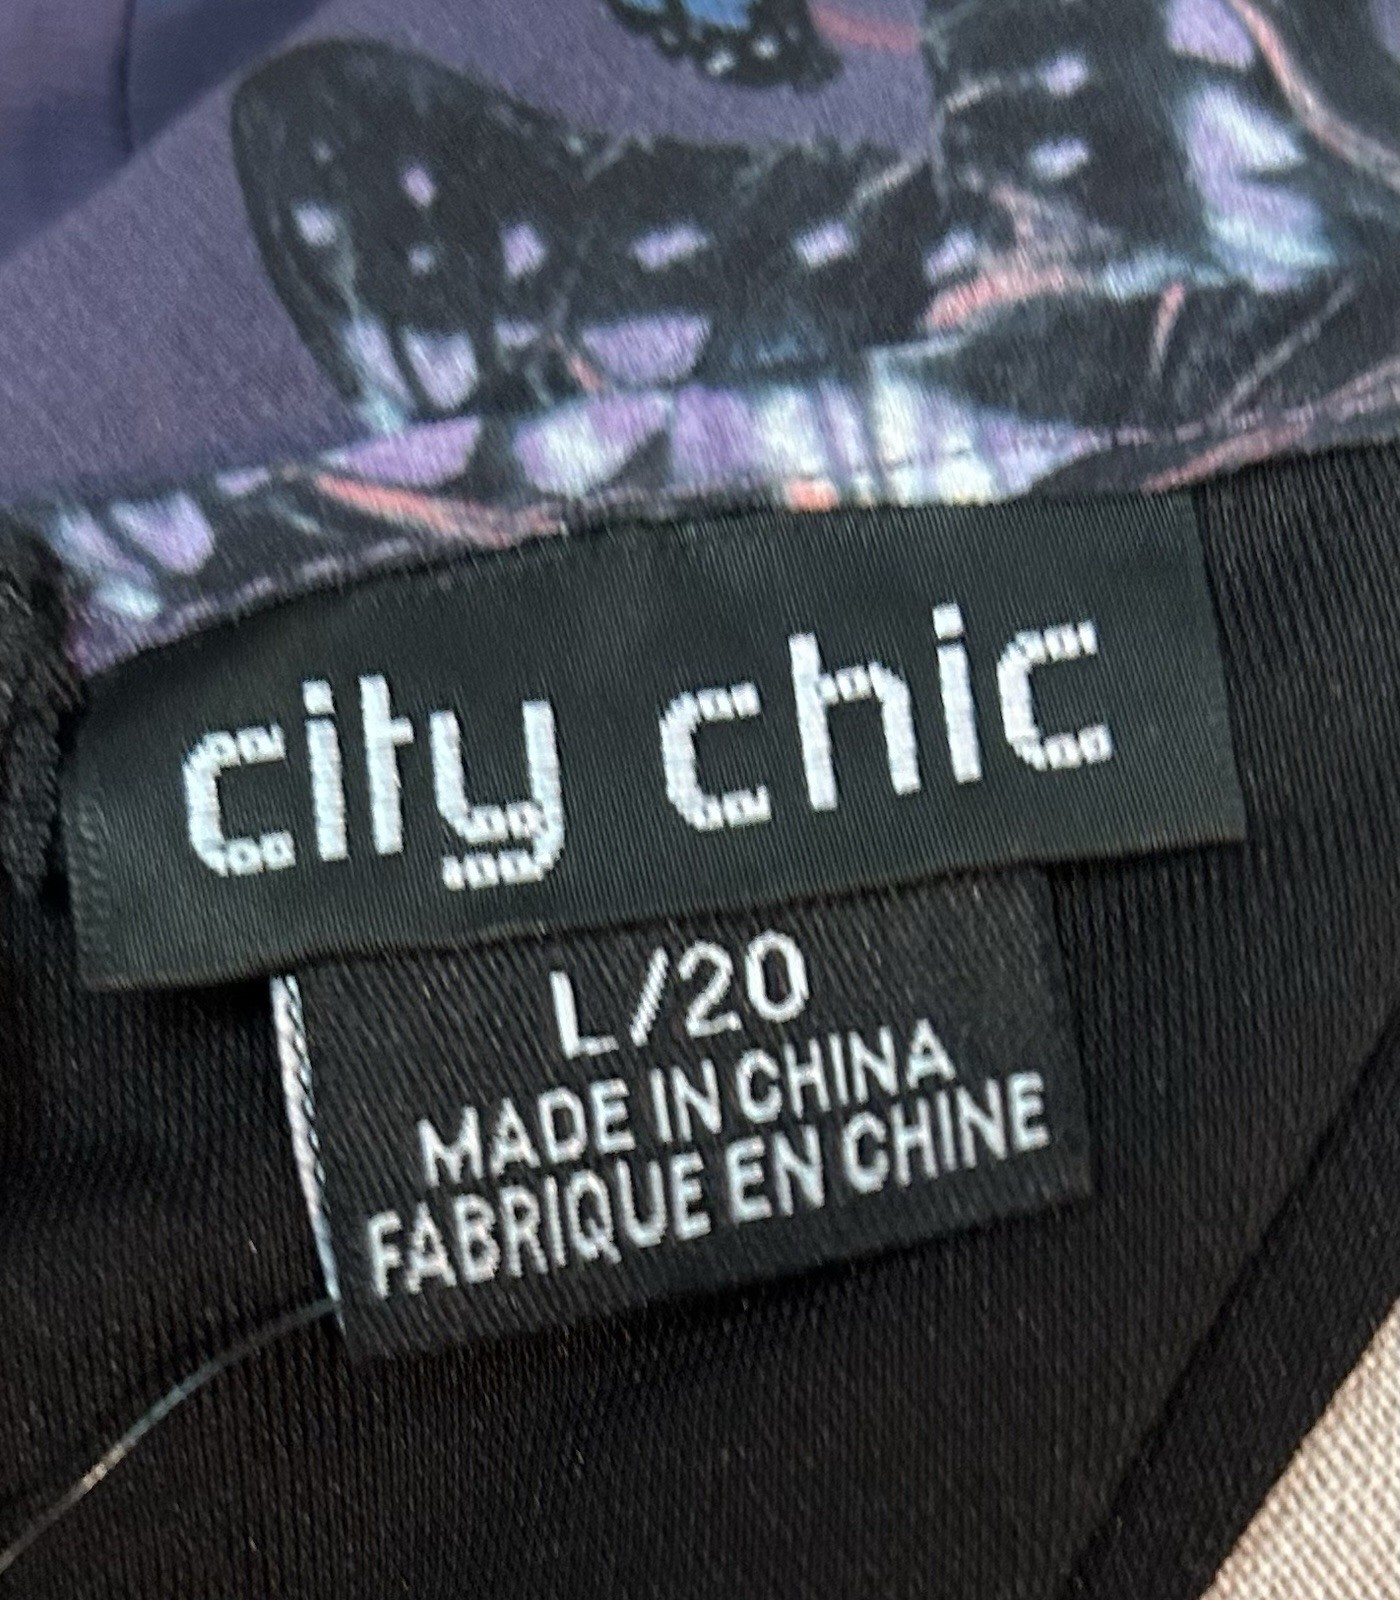 city chic
L/20
MADE IN CHINA
FABRIQUE EN CHINE